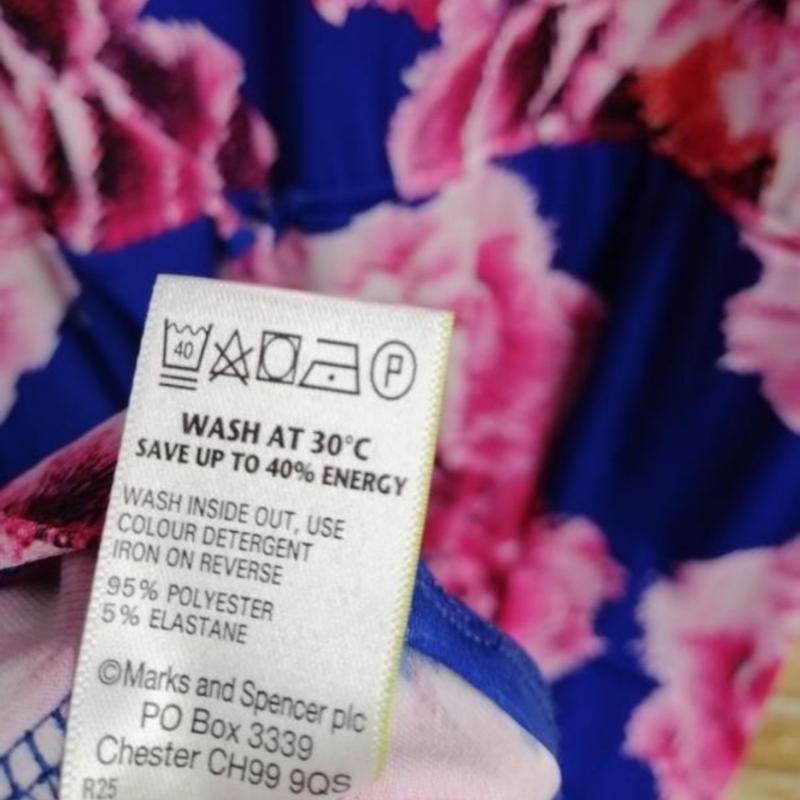 40
P
WASH AT 30°C
SAVE UP TO 40% ENERGY
WASH INSIDE OUT, USE
COLOUR DETERGENT
IRON ON REVERSE
95% POLYESTER
5% ELASTANE
©Marks and Spencer plc
PO Box 3339
Chester CH99 9QS
R25